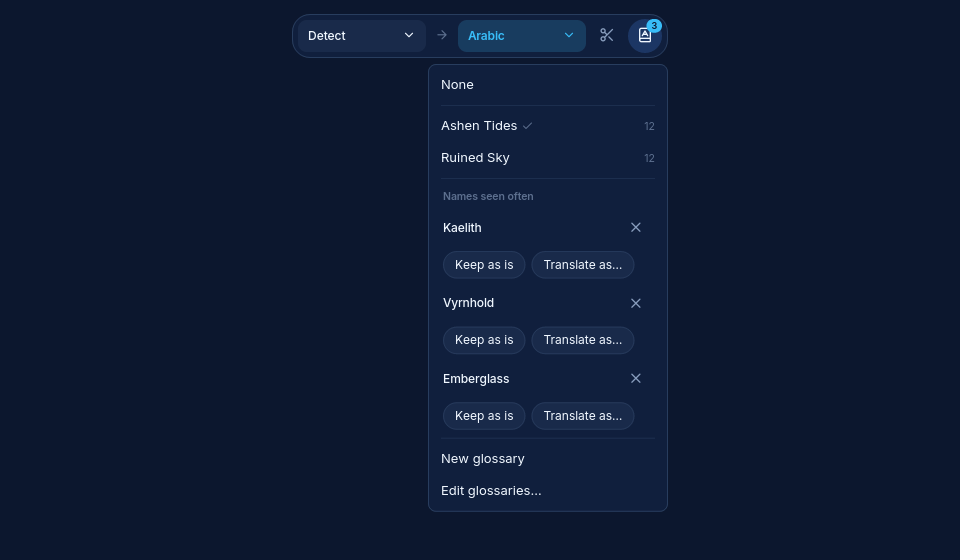 Detect → Arabic 3
None
Ashen Tides ✓ 12
Ruined Sky 12
Names seen often
Kaelith
Keep as is Translate as...
Vyrnhold
Keep as is Translate as...
Emberglass
Keep as is Translate as...
New glossary
Edit glossaries...